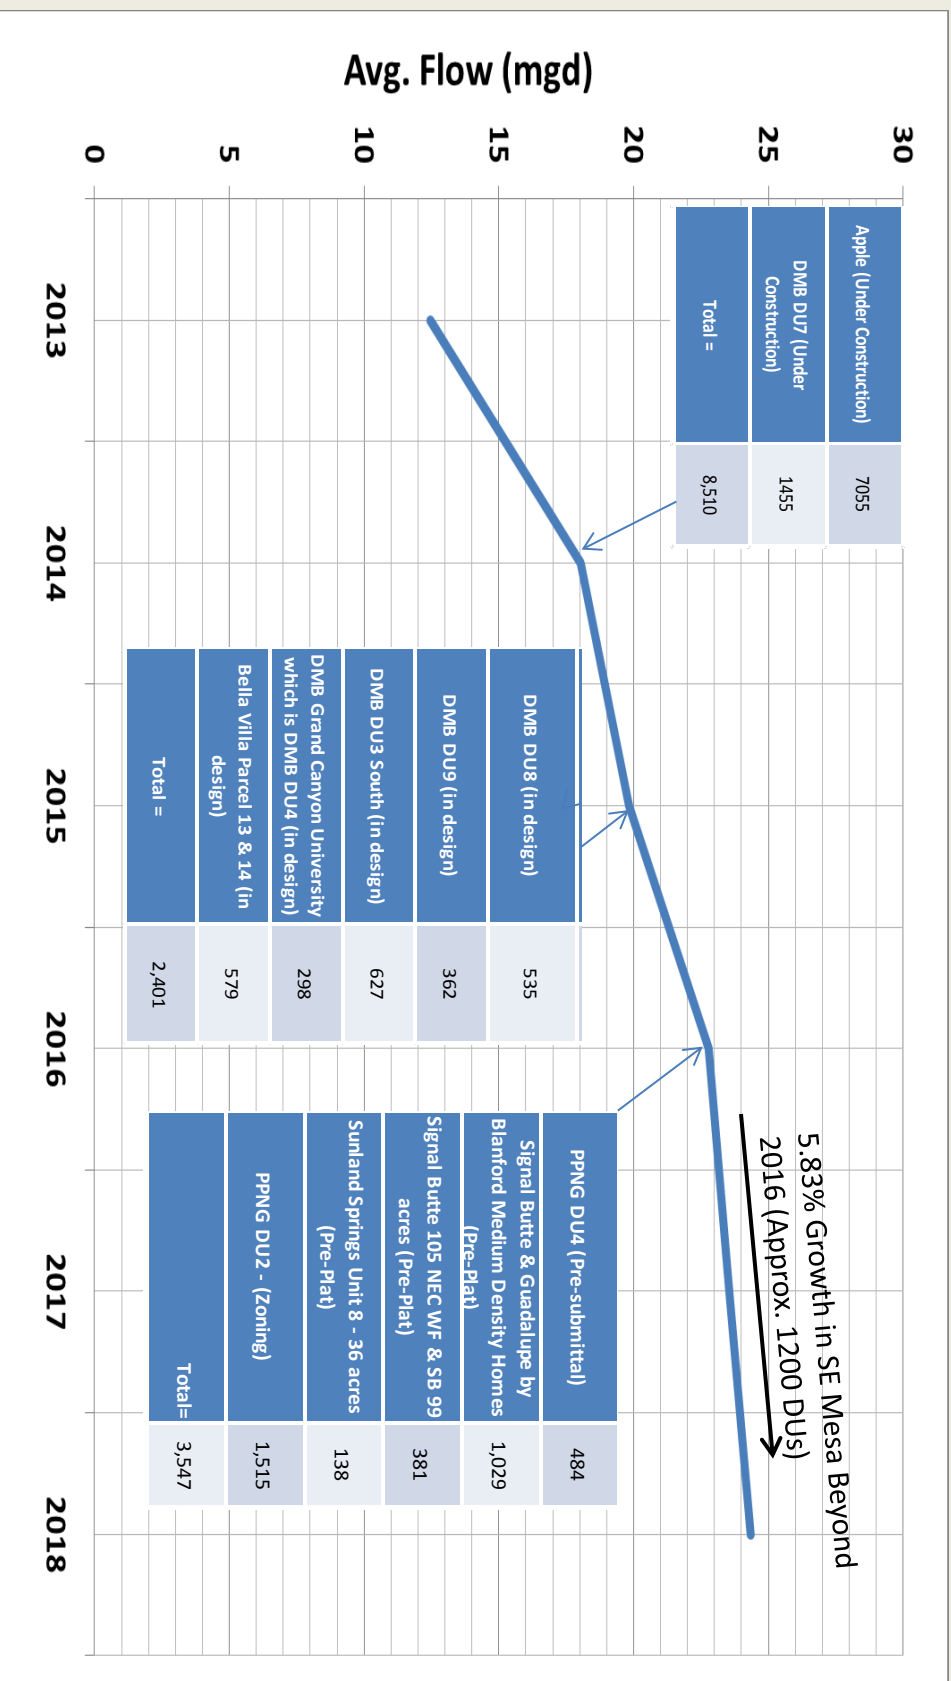 Avg. Flow (mgd)
30
25
20
15
10
5
0
Apple (Under Construction)
7055
DMB DU7 (Under
Construction)
1455
Total =
8,510
DMB DU8 (in design)
535
DMB DU9 (in design)
362
DMB DU3 South (in design)
627
DMB Grand Canyon University
which is DMB DU4 (in design)
298
Bella Villa Parcel 13 & 14 (in
design)
579
Total =
2,401
5.83% Growth in SE Mesa Beyond
2016 (Approx. 1200 DUs)
PPNG DU4 (Pre-submittal)
484
Signal Butte & Guadalupe by
Blanford Medium Density Homes
(Pre-Plat)
1,029
Signal Butte 105 NEC WF & SB 99
acres (Pre-Plat)
381
Sunland Springs Unit 8 - 36 acres
(Pre-Plat)
138
PPNG DU2 - (Zoning)
1,515
Total=
3,547
2013
2014
2015
2016
2017
2018